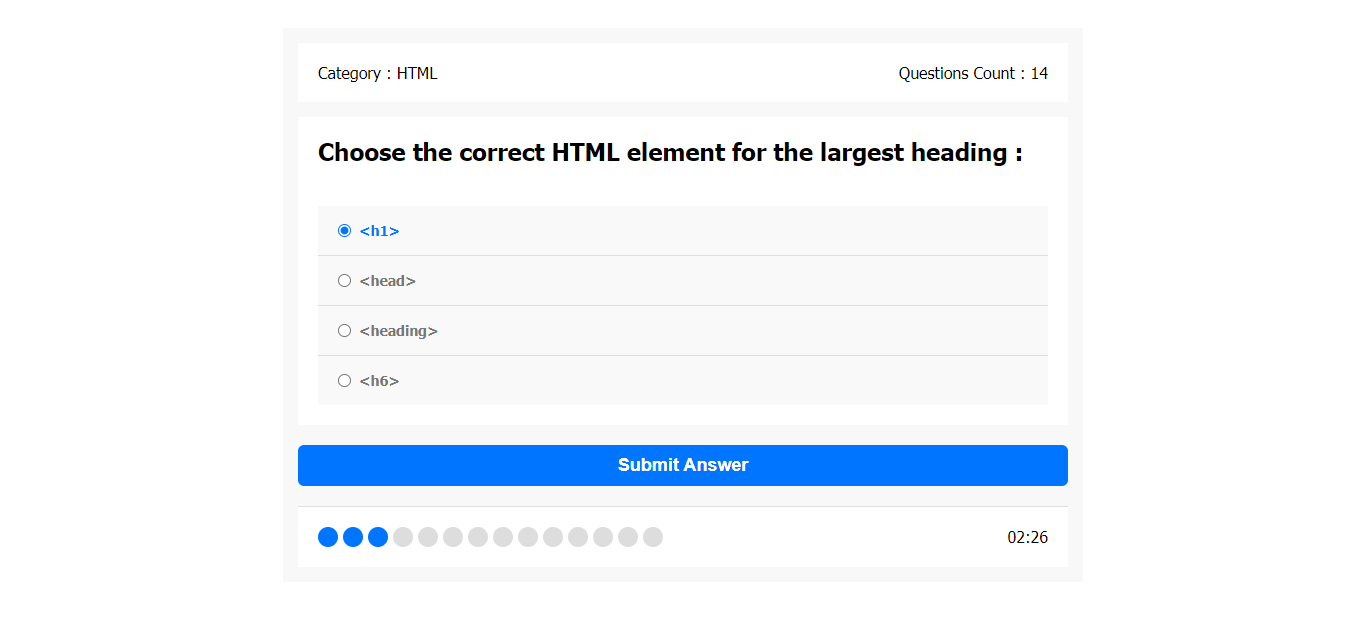 Category : HTML
Questions Count : 14
Choose the correct HTML element for the largest heading :
<h1>
<head>
<heading>
<h6>
Submit Answer
02:26